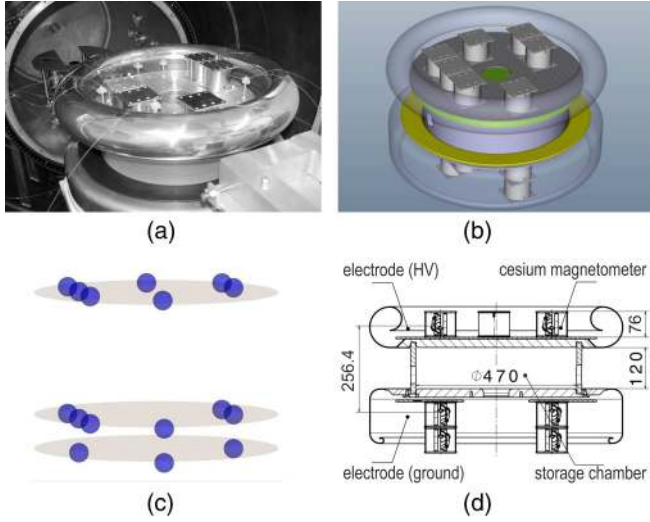 (a)
(b)
(c)
electrode (HV)
cesium magnetometer
76
256.4
120
Φ470
electrode (ground)
storage chamber
(d)